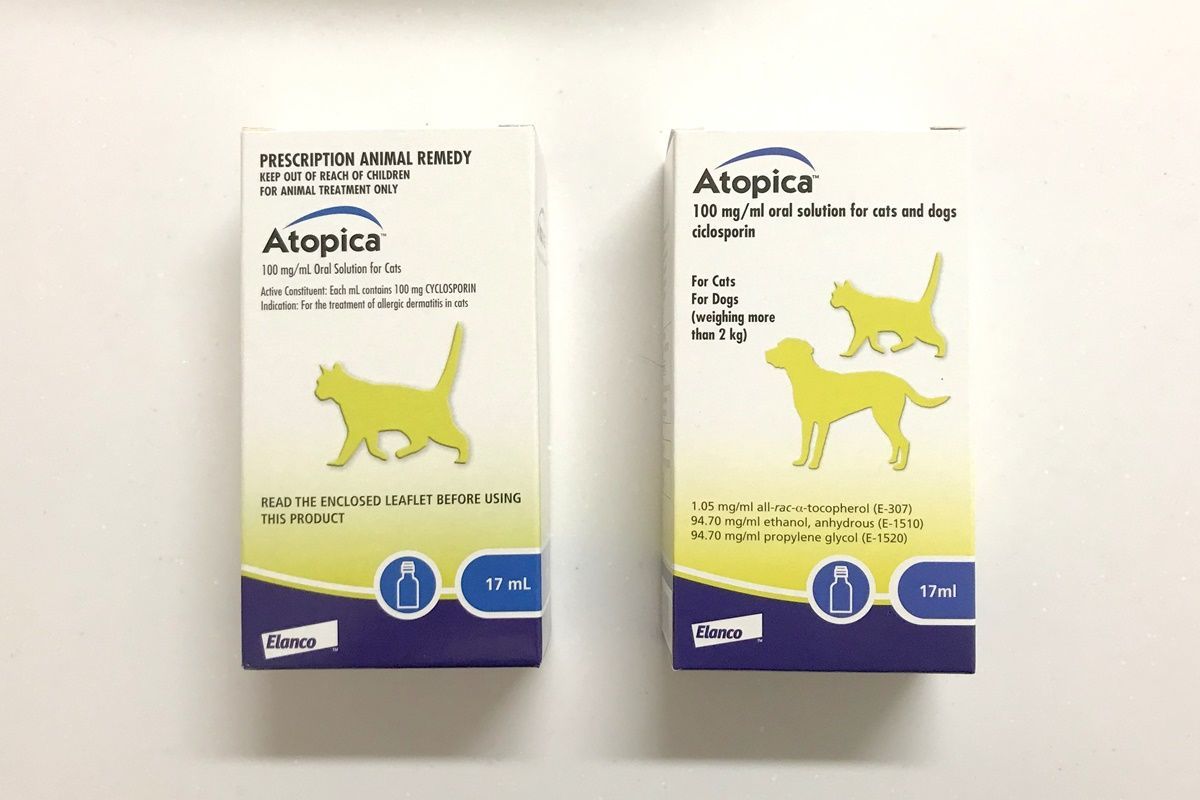 PRESCRIPTION ANIMAL REMEDY
KEEP OUT OF REACH OF CHILDREN
FOR ANIMAL TREATMENT ONLY
Atopica™
100 mg/mL Oral Solution for Cats
Active Constituent: Each mL contains 100 mg CYCLOSPORIN
Indication: For the treatment of allergic dermatitis in cats
READ THE ENCLOSED LEAFLET BEFORE USING
THIS PRODUCT
17 mL
Elanco™
Atopica™
100 mg/ml oral solution for cats and dogs
ciclosporin
For Cats
For Dogs
(weighing more
than 2 kg)
1.05 mg/ml all-rac-α-tocopherol (E-307)
94.70 mg/ml ethanol, anhydrous (E-1510)
94.70 mg/ml propylene glycol (E-1520)
17ml
Elanco™